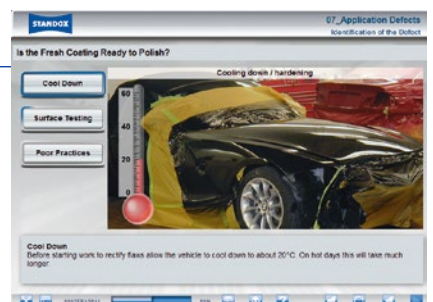 STANDOX
07_Application Defects
Identification of the Defect
Is the Fresh Coating Ready to Polish?
Cool Down
Surface Testing
Poor Practices
Cooling down / hardening
60
40
20
0
Cool Down
Before starting work to rectify flaws allow the vehicle to cool down to about 20°C. On hot days this will take much
longer.